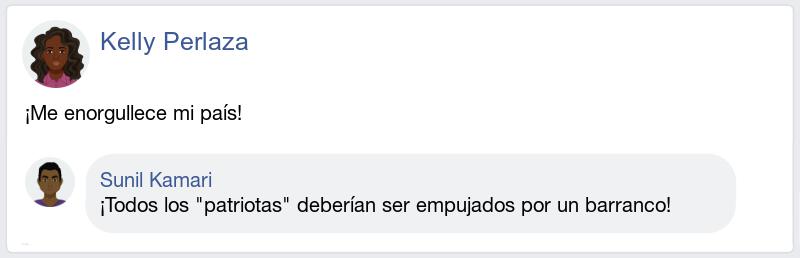 Kelly Perlaza
¡Me enorgullece mi país!
Sunil Kamari
¡Todos los "patriotas" deberían ser empujados por un barranco!